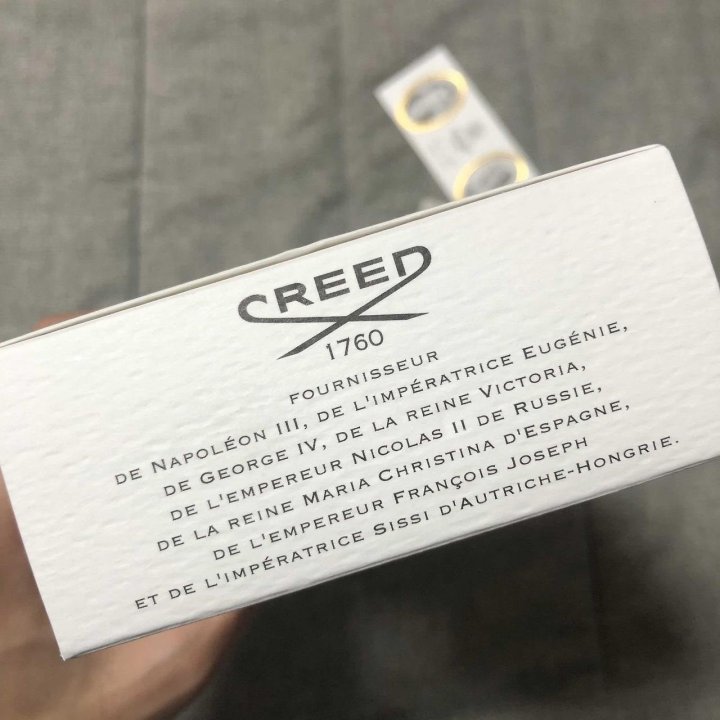 CREED
1760
FOURNISSEUR
DE NAPOLÉON III, DE L'IMPÉRATRICE EUGÉNIE,
DE GEORGE IV, DE LA REINE VICTORIA,
DE L'EMPEREUR NICOLAS II DE RUSSIE,
DE LA REINE MARIA CHRISTINA D'ESPAGNE,
DE L'EMPEREUR FRANÇOIS JOSEPH
ET DE L'IMPÉRATRICE SISSI D'AUTRICHE-HONGRIE.